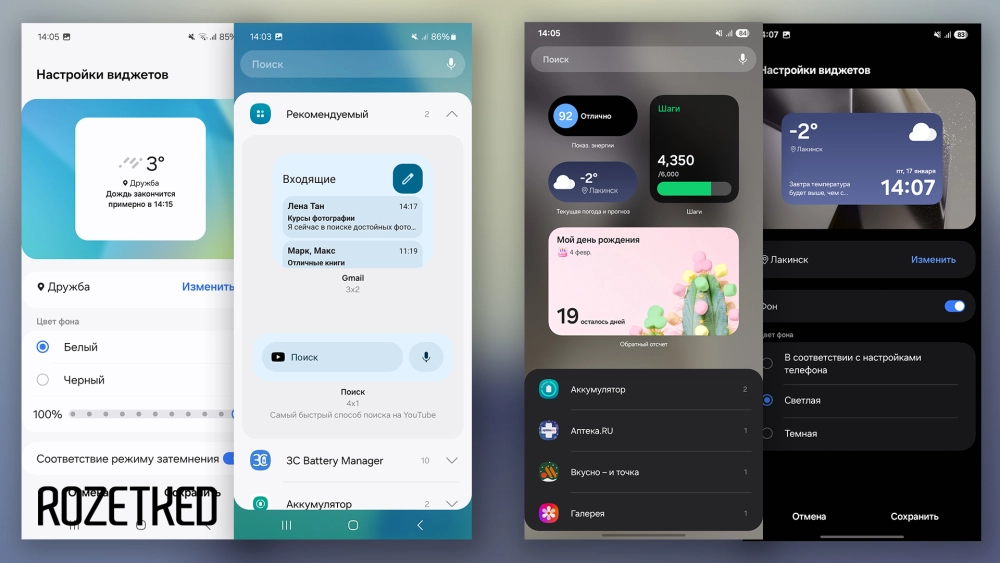 14:05
85%
Настройки виджетов
3°
Дружба
Дождь закончится
примерно в 14:15
Дружба
Изменить
Цвет фона
Белый
Черный
100%
Соответствие режиму затемнения
Отмена
Сохранить
ROZETKED
14:03
86%
Поиск
Рекомендуемый
2
Входящие
Лена Тан
14:17
Курсы фотографии
Я сейчас в поиске достойных фото...
Марк, Макс
11:19
Отличные книги
Gmail
3x2
Поиск
Поиск
4x1
Самый быстрый способ поиска на YouTube
3C Battery Manager
10
Аккумулятор
2
14:05
84
Поиск
92
Отлично
Показ. энергии
-2°
Лакинск
Текущая погода и прогноз
Шаги
4,350
/6,000
Шаги
Мой день рождения
4 февр.
19 осталось дней
Обратный отсчет
Аккумулятор
2
Аптека.RU
1
Вкусно – и точка
1
Галерея
1
4:07
83
Настройки виджетов
-2°
Лакинск
пт, 17 января
Завтра температура
будет выше, чем с...
14:07
Лакинск
Изменить
Фон
Цвет фона
В соответствии с настройками
телефона
Светлая
Темная
Отмена
Сохранить